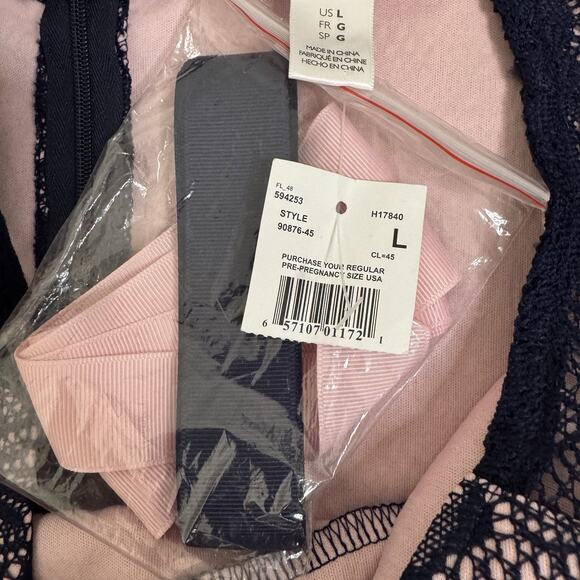 US L
FR G
SP G
MADE IN CHINA
FABRIQUÉ EN CHINE
HECHO EN CHINA
FL_48
594253
H17840
STYLE
90876-45
L
CL=45
PURCHASE YOUR REGULAR
PRE-PREGNANCY SIZE USA
6 57107 01172 1